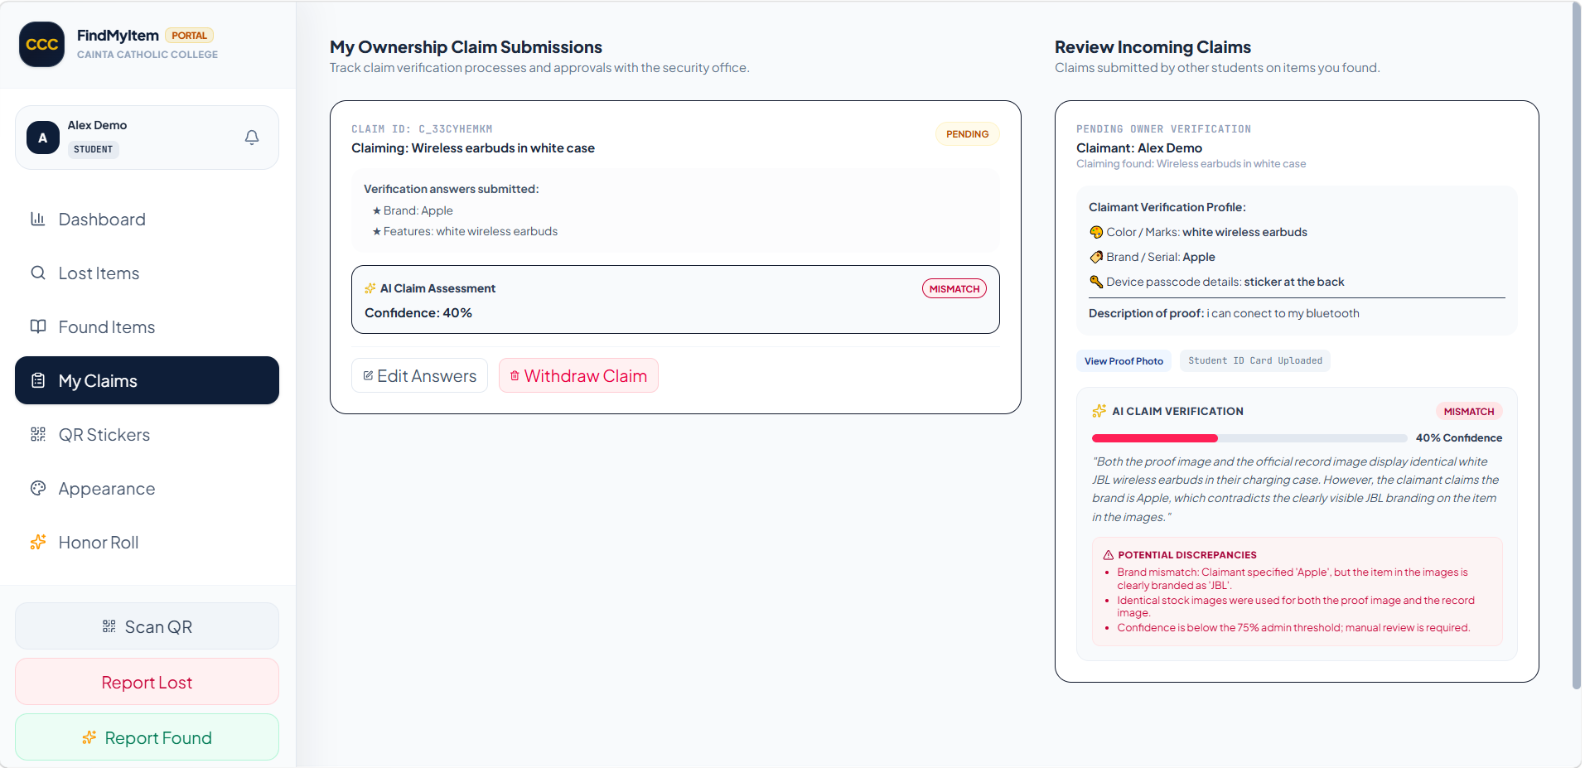 CCC
FindMyItem PORTAL
CAINTA CATHOLIC COLLEGE
A
Alex Demo
STUDENT
Dashboard
Lost Items
Found Items
My Claims
QR Stickers
Appearance
Honor Roll
Scan QR
Report Lost
Report Found
My Ownership Claim Submissions
Track claim verification processes and approvals with the security office.
CLAIM ID: C_33CYHEMKM
PENDING
Claiming: Wireless earbuds in white case
Verification answers submitted:
★ Brand: Apple
★ Features: white wireless earbuds
AI Claim Assessment
MISMATCH
Confidence: 40%
Edit Answers
Withdraw Claim
Review Incoming Claims
Claims submitted by other students on items you found.
PENDING OWNER VERIFICATION
Claimant: Alex Demo
Claiming found: Wireless earbuds in white case
Claimant Verification Profile:
Color / Marks: white wireless earbuds
Brand / Serial: Apple
Device passcode details: sticker at the back
Description of proof: i can conect to my bluetooth
View Proof Photo
Student ID Card Uploaded
AI CLAIM VERIFICATION
MISMATCH
40% Confidence
"Both the proof image and the official record image display identical white
JBL wireless earbuds in their charging case. However, the claimant claims the
brand is Apple, which contradicts the clearly visible JBL branding on the item
in the images."
POTENTIAL DISCREPANCIES
• Brand mismatch: Claimant specified 'Apple', but the item in the images is
clearly branded as 'JBL'.
• Identical stock images were used for both the proof image and the record
image.
• Confidence is below the 75% admin threshold; manual review is required.